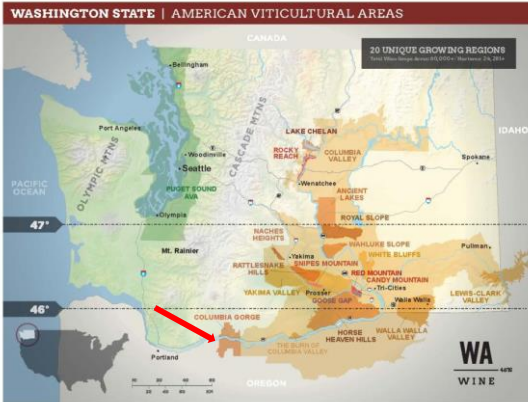 WASHINGTON STATE | AMERICAN VITICULTURAL AREAS
CANADA
20 UNIQUE GROWING REGIONS
Bellingham
OLYMPIC MTNS
Port Angeles
CASCADE MTNS
LAKE CHELAN
IDAHO
ROCKY
REACH
COLUMBIA
VALLEY
Woodinville
Seattle
Spokane
Wenatchee
PACIFIC
OCEAN
PUGET SOUND
AVA
ANCIENT
LAKES
Olympia
ROYAL SLOPE
47°
NACHES
HEIGHTS
WAHLUKE SLOPE
Pullman
Mt. Rainier
Yakima
WHITE BLUFFS
RATTLESNAKE
HILLS
SNIPES MOUNTAIN
RED MOUNTAIN
CANDY MOUNTAIN
YAKIMA VALLEY
Prosser
Tri-Cities
LEWIS-CLARK
VALLEY
GOOSE GAP
Walla Walla
46°
COLUMBIA GORGE
HORSE
HEAVEN HILLS
WALLA WALLA
VALLEY
THE BURN OF
COLUMBIA VALLEY
Portland
OREGON
WA
STATE
WINE